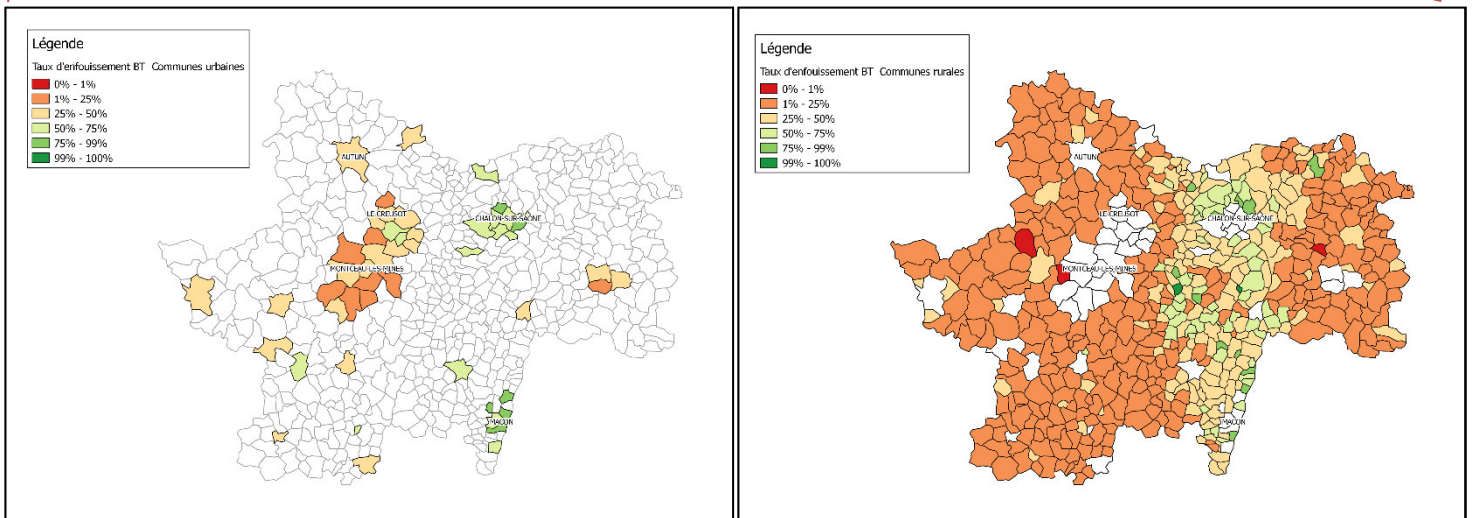 Légende
Taux d'enfouissement BT Communes urbaines
0% - 1%
1% - 25%
25% - 50%
50% - 75%
75% - 99%
99% - 100%
AUTUN
LE-CREUSOT
CHALON-SUR-SAONE
MONTCEAU-LES-MINES
MACON
Légende
Taux d'enfouissement BT Communes rurales
0% - 1%
1% - 25%
25% - 50%
50% - 75%
75% - 99%
99% - 100%
AUTUN
LE-CREUSOT
CHALON-SUR-SAONE
MONTCEAU-LES-MINES
MACON